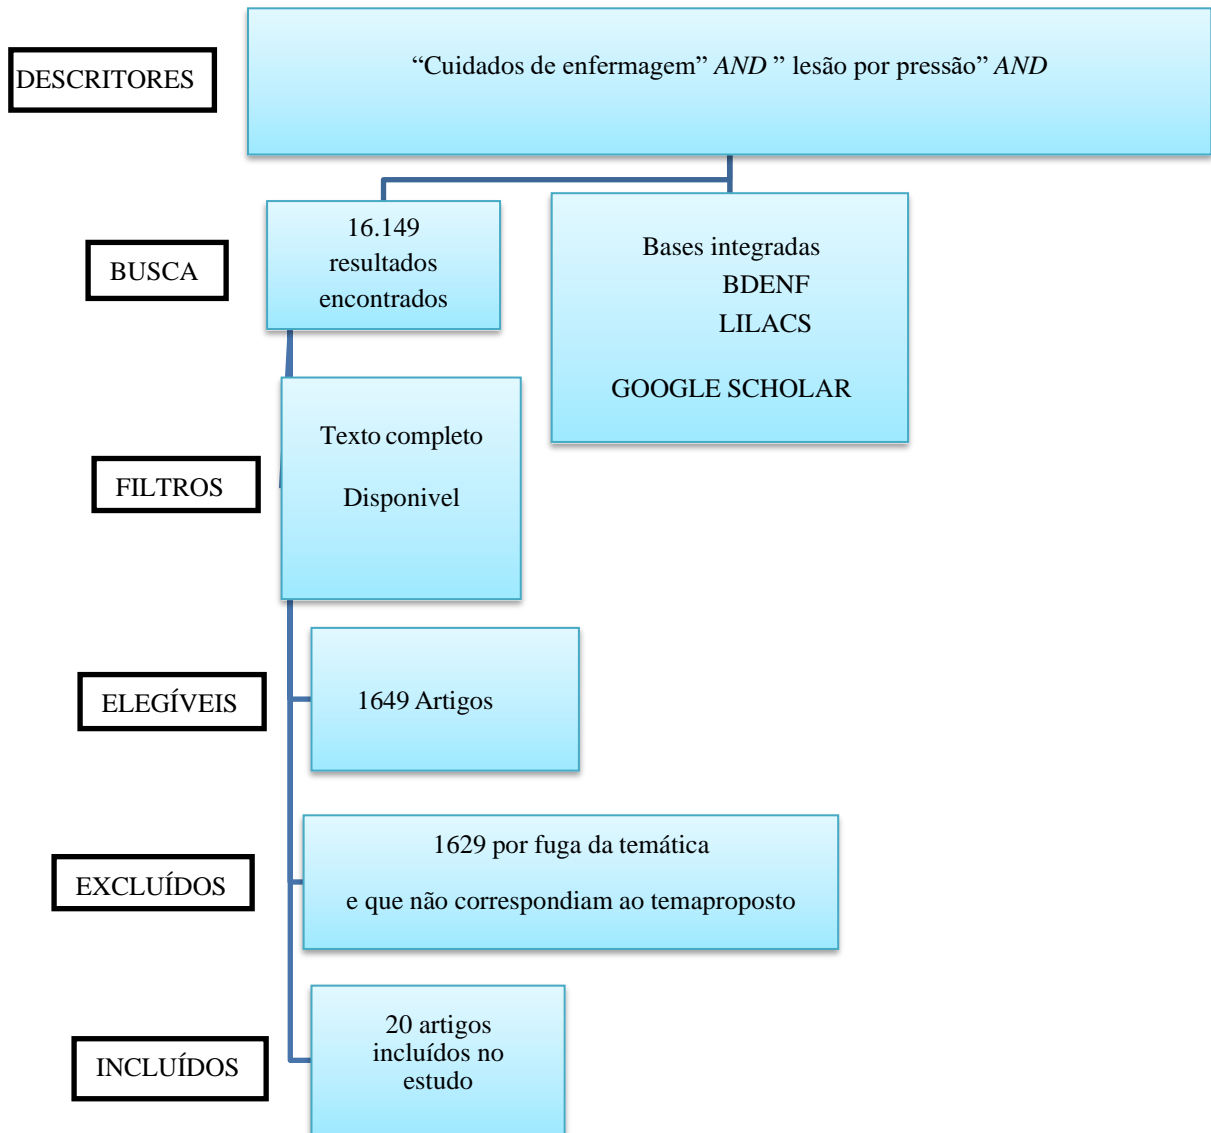 DESCRITORES
“Cuidados de enfermagem” AND ” lesão por pressão” AND
BUSCA
16.149
resultados
encontrados
Bases integradas
BDENF
LILACS
GOOGLE SCHOLAR
FILTROS
Texto completo
Disponivel
ELEGÍVEIS
1649 Artigos
EXCLUÍDOS
1629 por fuga da temática
e que não correspondiam ao temaproposto
INCLUÍDOS
20 artigos
incluídos no
estudo